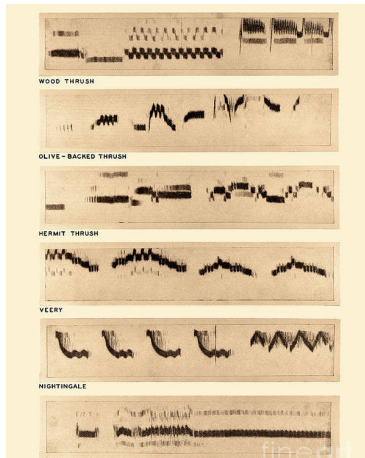 WOOD THRUSH
OLIVE-BACKED THRUSH
HERMIT THRUSH
VEERY
NIGHTINGALE